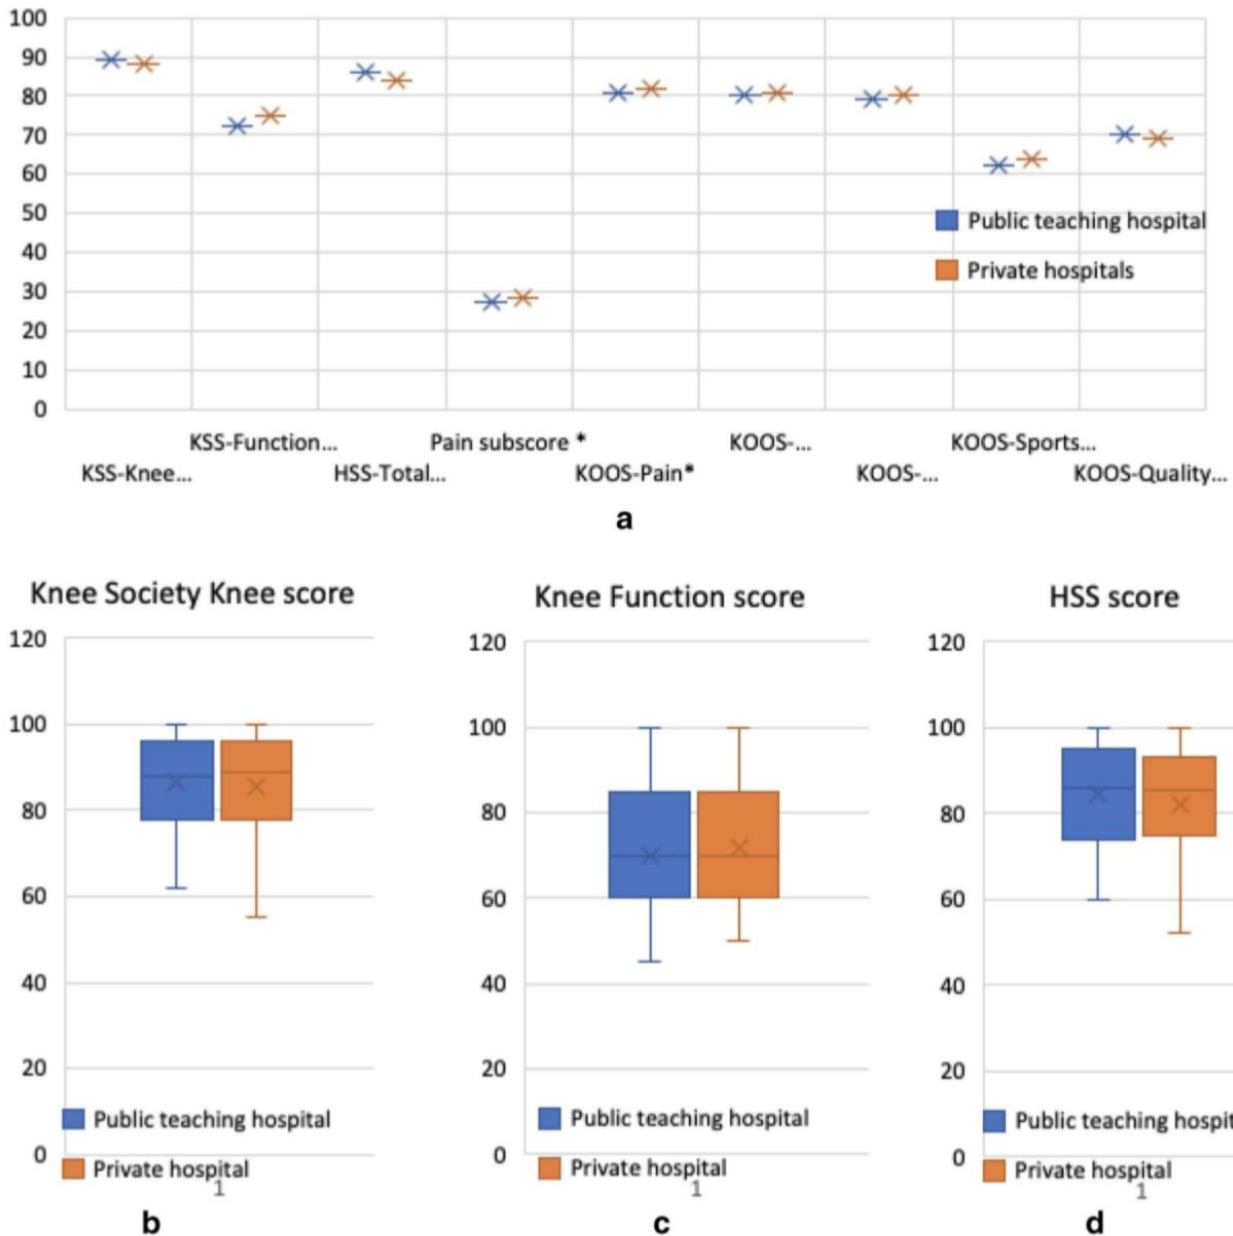 100
90
80
70
60
50
40
30
20
10
0
Public teaching hospital
Private hospitals
KSS-Function... Pain subscore * KOOS-... KOOS-Sports...
KSS-Knee... HSS-Total... KOOS-Pain* KOOS-... KOOS-Quality...
a
Knee Society Knee score
120
100
80
60
40
20
0
Public teaching hospital
Private hospital
1
b
Knee Function score
120
100
80
60
40
20
0
Public teaching hospital
Private hospital
1
c
HSS score
120
100
80
60
40
20
0
Public teaching hospit
Private hospital
1
d